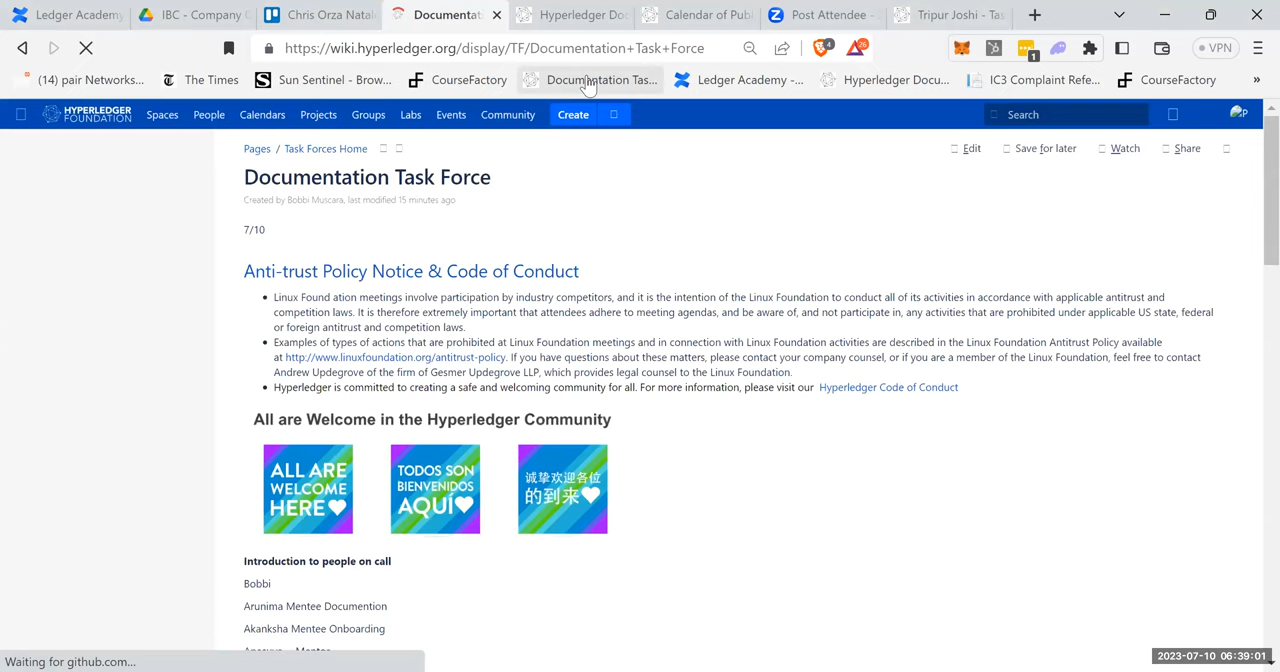 Ledger Academy
IBC - Company
Chris Orza Natal
Documentat
Hyperledger Do
Calendar of Pub
Post Attendee -
Tripur Joshi - Tas
https://wiki.hyperledger.org/display/TF/Documentation+Task+Force
4
26
1
VPN
(14) pair Networks...
The Times
Sun Sentinel - Brow...
CourseFactory
Documentation Tas...
Ledger Academy -...
Hyperledger Docu...
IC3 Complaint Refe...
CourseFactory
»
HYPERLEDGER
FOUNDATION
Spaces
People
Calendars
Projects
Groups
Labs
Events
Community
Create
Search
Pages / Task Forces Home
Edit
Save for later
Watch
Share
Documentation Task Force
Created by Bobbi Muscara, last modified 15 minutes ago
7/10
Anti-trust Policy Notice & Code of Conduct
• Linux Found ation meetings involve participation by industry competitors, and it is the intention of the Linux Foundation to conduct all of its activities in accordance with applicable antitrust and
competition laws. It is therefore extremely important that attendees adhere to meeting agendas, and be aware of, and not participate in, any activities that are prohibited under applicable US state, federal
or foreign antitrust and competition laws.
• Examples of types of actions that are prohibited at Linux Foundation meetings and in connection with Linux Foundation activities are described in the Linux Foundation Antitrust Policy available
at http://www.linuxfoundation.org/antitrust-policy. If you have questions about these matters, please contact your company counsel, or if you are a member of the Linux Foundation, feel free to contact
Andrew Updegrove of the firm of Gesmer Updegrove LLP, which provides legal counsel to the Linux Foundation.
• Hyperledger is committed to creating a safe and welcoming community for all. For more information, please visit our Hyperledger Code of Conduct
All are Welcome in the Hyperledger Community
ALL ARE
WELCOME
HERE
TODOS SON
BIENVENIDOS
AQUÍ
诚挚欢迎各位
的到来
Introduction to people on call
Bobbi
Arunima Mentee Documention
Akanksha Mentee Onboarding
Waiting for github.com...
2023-07-10 06:39:01